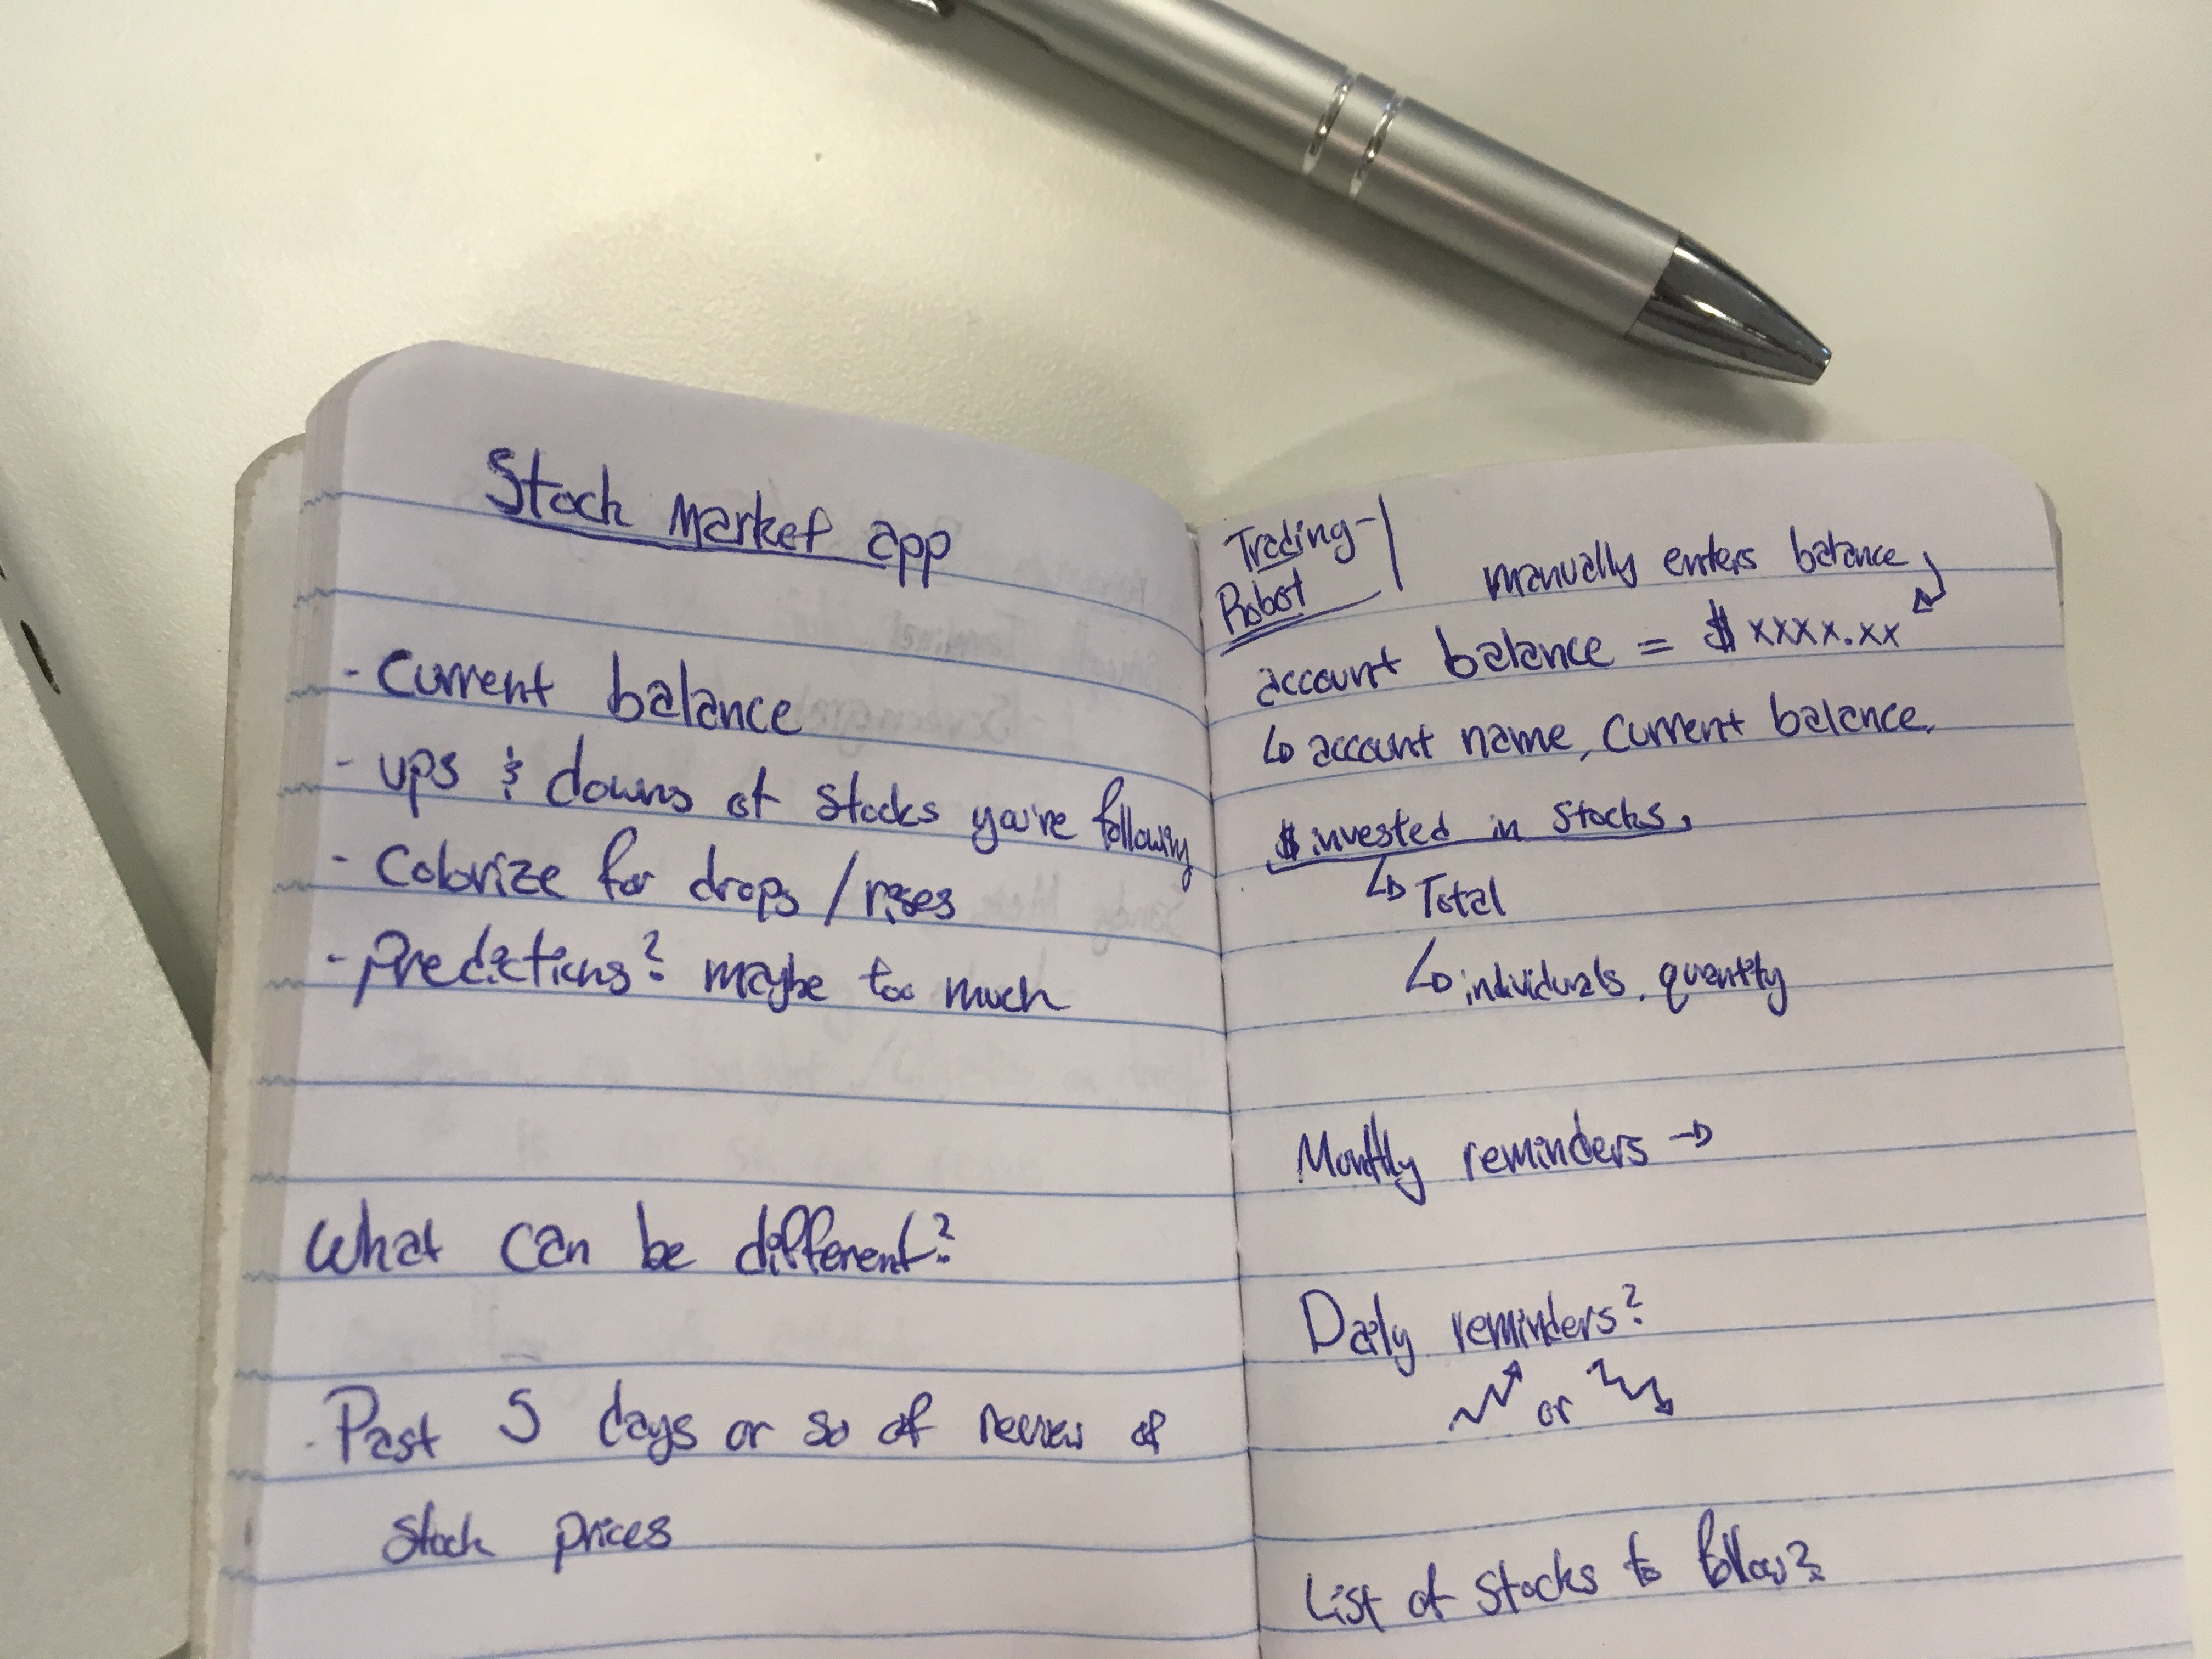 Stock Market app
- Current balance
- ups & downs of stocks you're following
- Colorize for drops / rises
- Predictions? maybe too much
What can be different?
- Past 5 days or so of review of
stock prices
Trading-
Robot
manually enters balance
account balance = $ xxxx.xx
↳ account name, current balance,
$ invested in stocks,
↳ Total
↳ individuals, quantity
Monthly reminders →
Daily reminders?
or
List of stocks to follow?